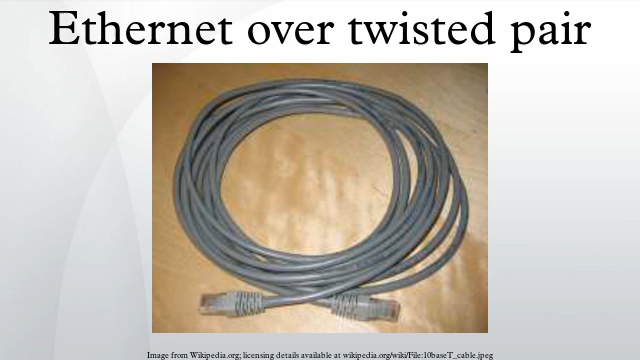 Ethernet over twisted pair
Image from Wikipedia.org; licensing details available at wikipedia.org/wiki/File:10baseT_cable.jpeg